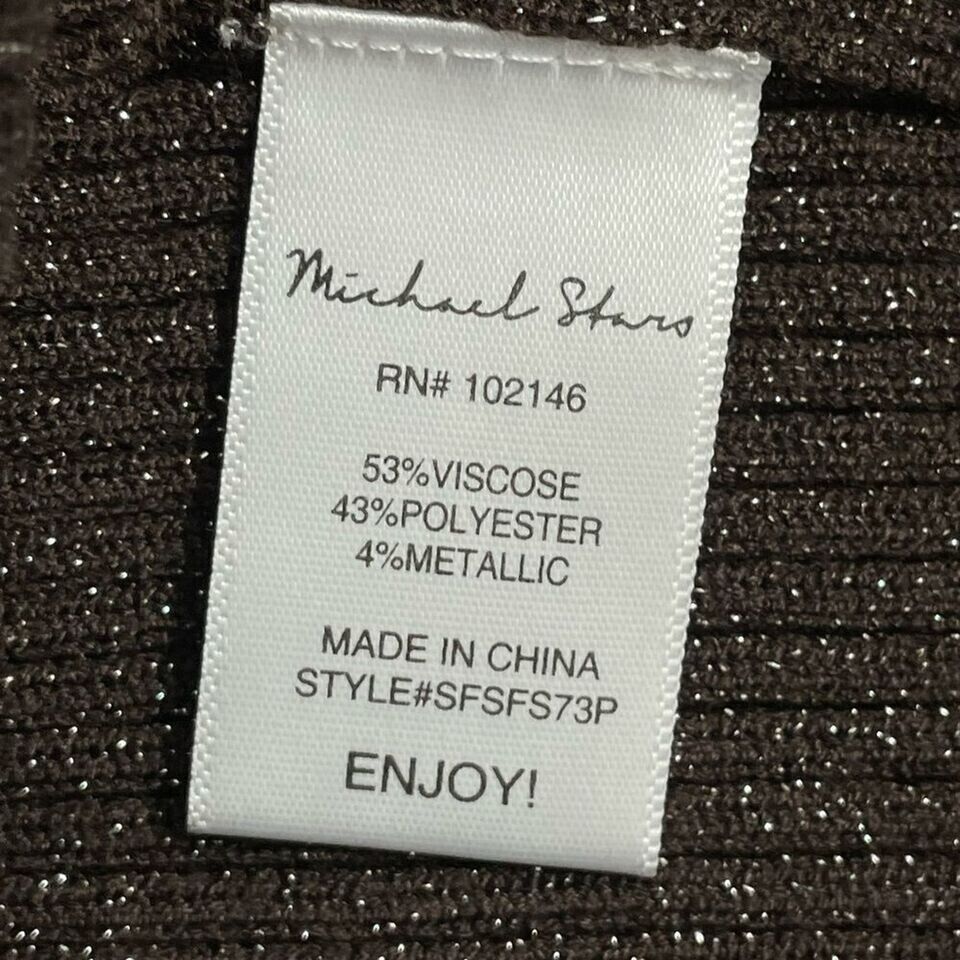 Michael Stars
RN# 102146
53%VISCOSE
43%POLYESTER
4%METALLIC
MADE IN CHINA
STYLE#SFSFS73P
ENJOY!